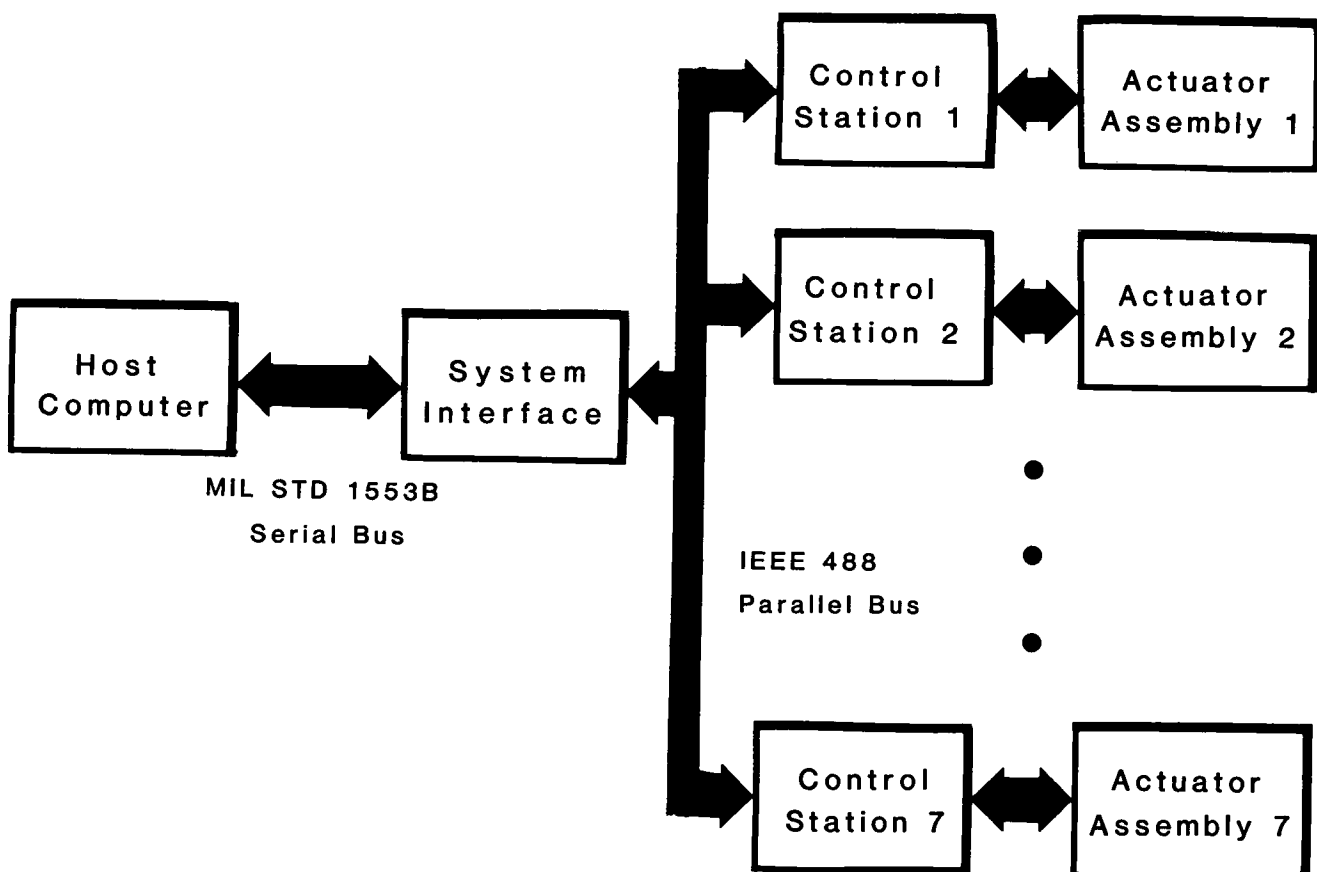 Host
Computer
MIL STD 1553B
Serial Bus
System
Interface
IEEE 488
Parallel Bus
Control
Station 1
Actuator
Assembly 1
Control
Station 2
Actuator
Assembly 2
Control
Station 7
Actuator
Assembly 7